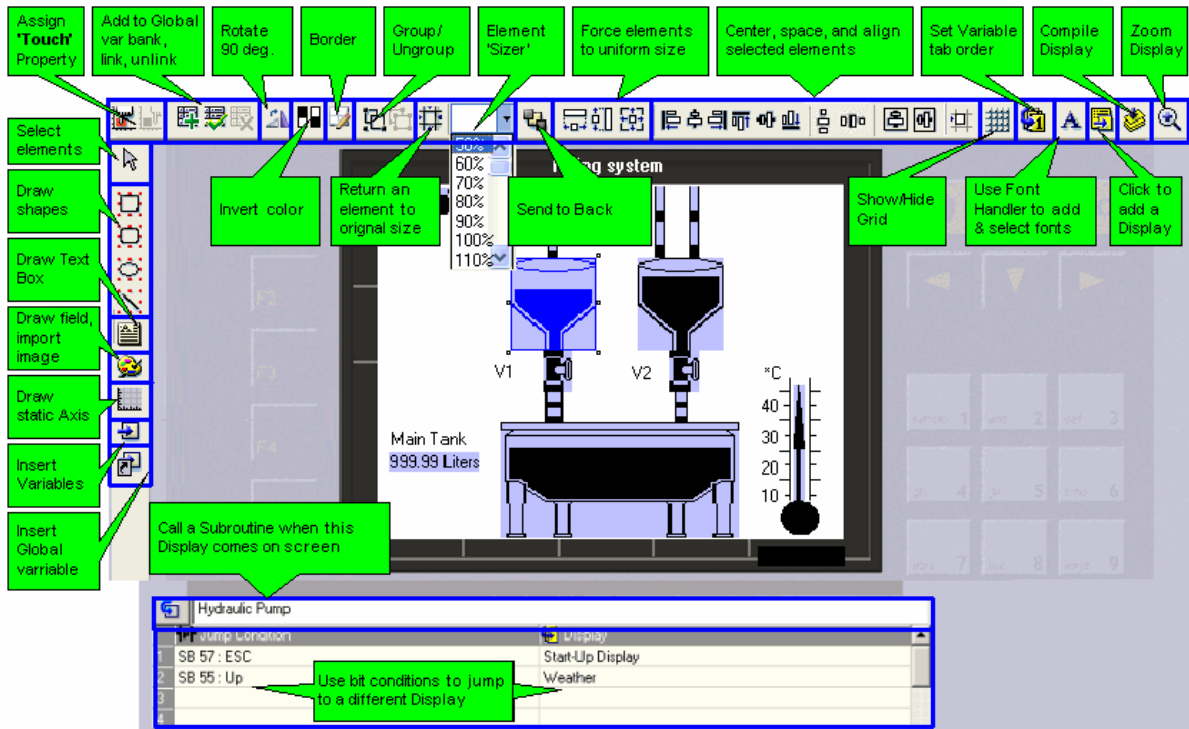 Assign
'Touch'
Property
Add to Global
var bank,
link, unlink
Rotate
90 deg.
Border
Group/
Ungroup
Element
'Sizer'
Force elements
to uniform size
Center, space, and align
selected elements
Set Variable
tab order
Compile
Display
Zoom
Display
Select
elements
Draw
shapes
Draw Text
Box
Draw field,
import
image
Draw
static Axis
Insert
Variables
Insert
Global
varriable
Invert color
Return an
element to
orignal size
50%
60%
70%
80%
90%
100%
110%
Send to Back
Show/Hide
Grid
Use Font
Handler to add
& select fonts
Click to
add a
Display
system
V1
V2
°C
40
30
20
10
Main Tank
999.99 Liters
F2
F3
F4
1
2
3
4
5
6
7
8
9
Call a Subroutine when this
Display comes on screen
Hydraulic Pump
Jump Condition
Display
1 SB 57 : ESC
Start-Up Display
2 SB 55 : Up
Weather
3
4
Use bit conditions to jump
to a different Display